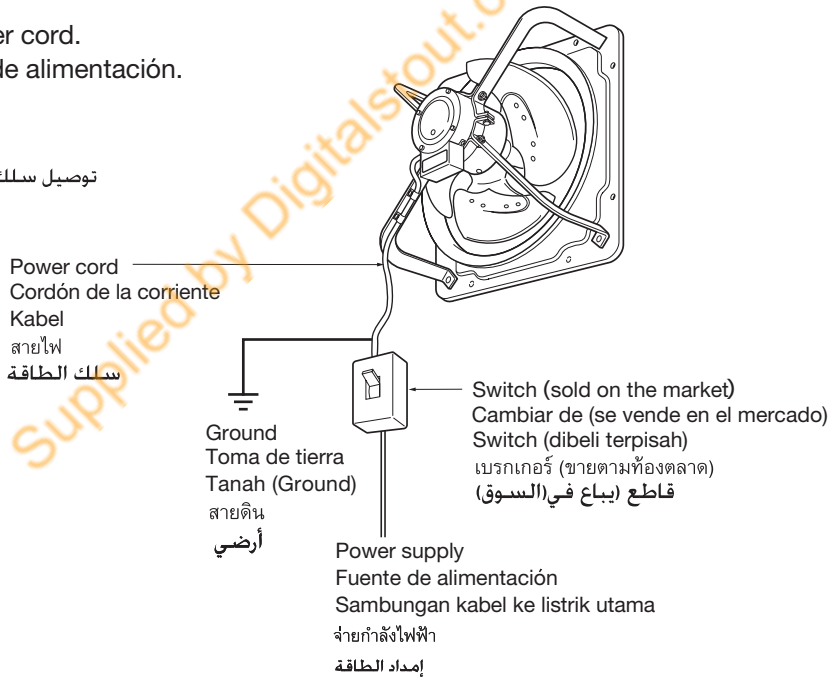 er cord.
de alimentación.
توصيل سلك
Power cord
Cordón de la corriente
Kabel
สายไฟ
سلك الطاقة
Ground
Toma de tierra
Tanah (Ground)
สายดิน
أرضي
Switch (sold on the market)
Cambiar de (se vende en el mercado)
Switch (dibeli terpisah)
เบรกเกอร์ (ขายตามท้องตลาด)
قاطع (يباع في(السوق)
Power supply
Fuente de alimentación
Sambungan kabel ke listrik utama
จ่ายกำลังไฟฟ้า
إمداد الطاقة
Supplied by Digitalstout.c